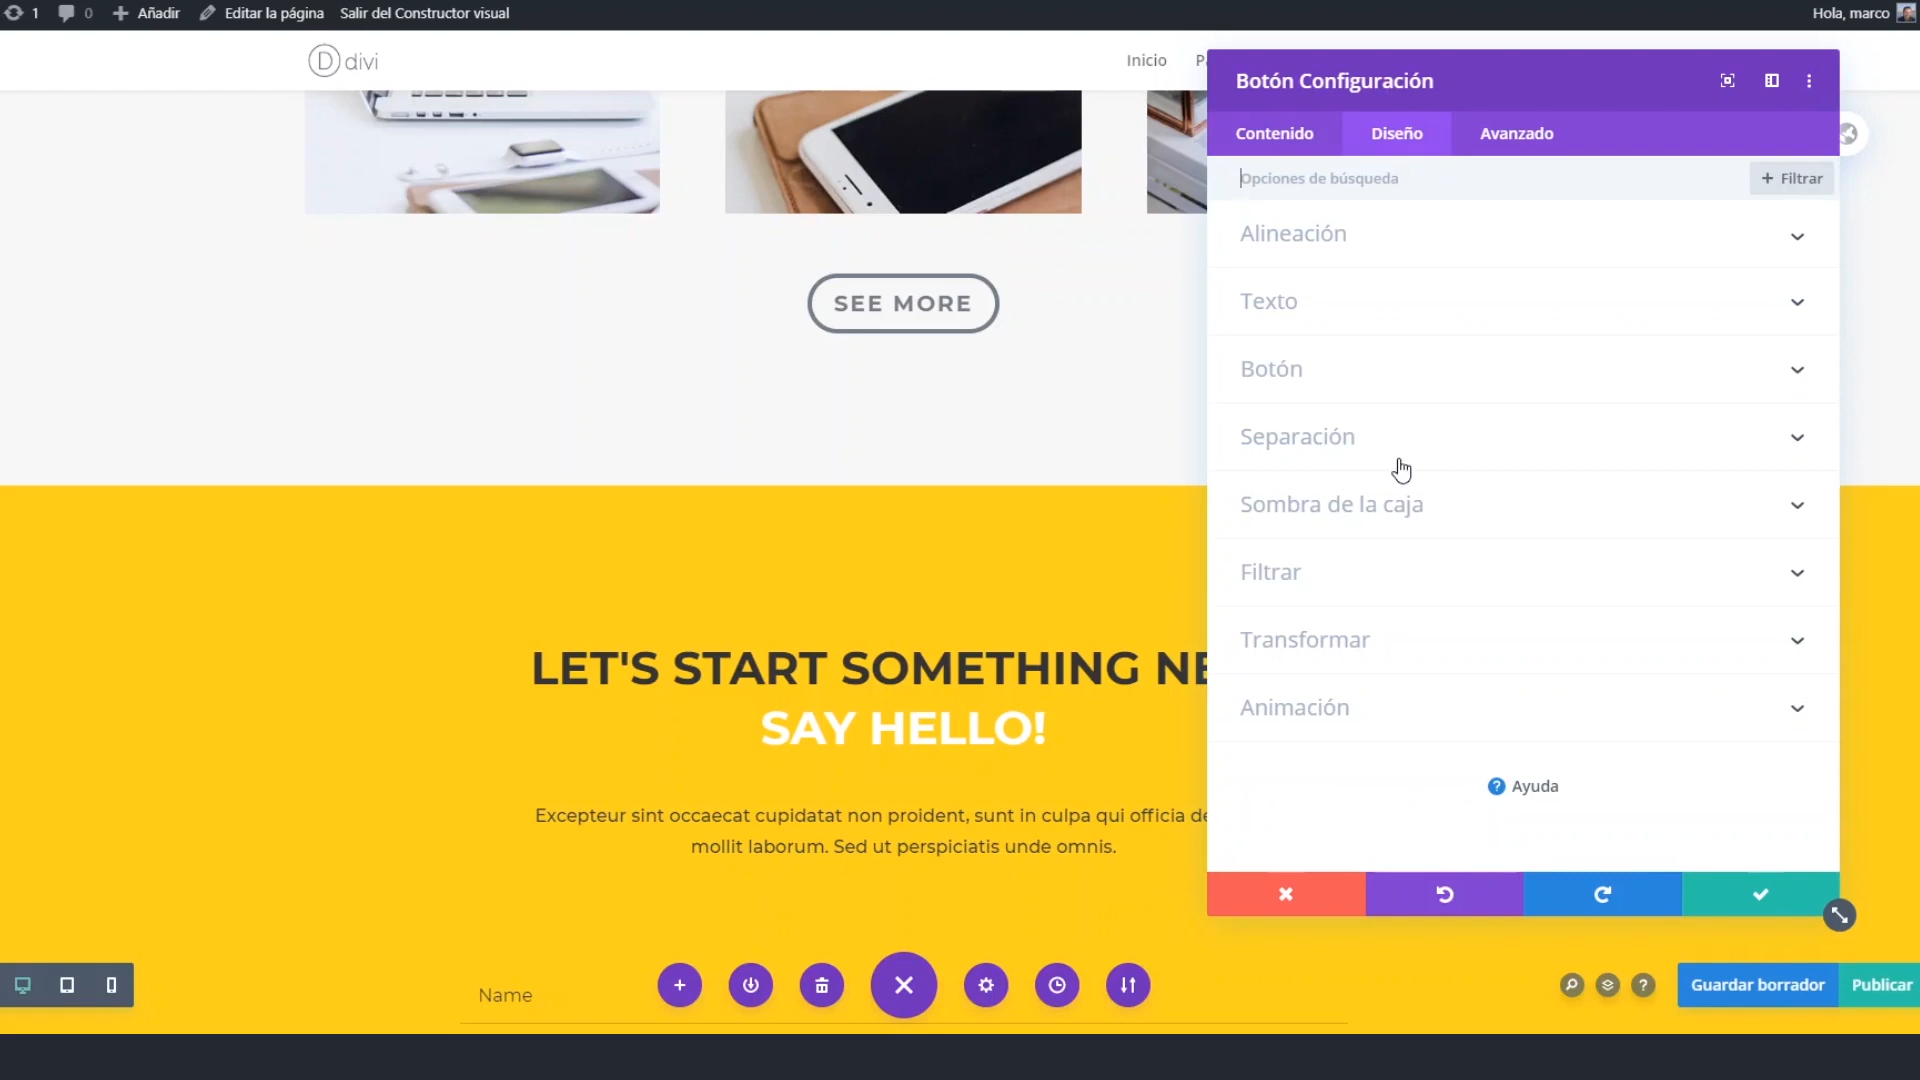 1 0 Añadir Editar la página Salir del Constructor visual Hola, marco
D divi Inicio
Botón Configuración
Contenido Diseño Avanzado
Opciones de búsqueda + Filtrar
Alineación
Texto
Botón
Separación
Sombra de la caja
Filtrar
Transformar
Animación
? Ayuda
SEE MORE
LET'S START SOMETHING NE
SAY HELLO!
Excepteur sint occaecat cupidatat non proident, sunt in culpa qui officia de
mollit laborum. Sed ut perspiciatis unde omnis.
Name
? Guardar borrador Publicar